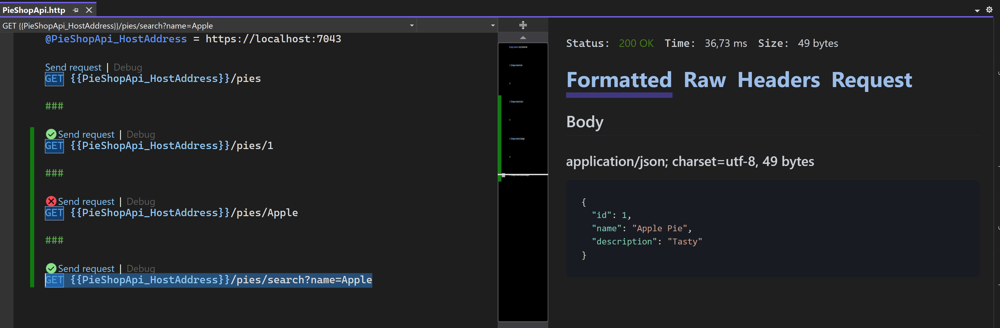 PieShopApi.http
GET {{PieShopApi_HostAddress}}/pies/search?name=Apple
@PieShopApi_HostAddress = https://localhost:7043
Send request | Debug
GET {{PieShopApi_HostAddress}}/pies
###
Send request | Debug
GET {{PieShopApi_HostAddress}}/pies/1
###
Send request | Debug
GET {{PieShopApi_HostAddress}}/pies/Apple
###
Send request | Debug
GET {{PieShopApi_HostAddress}}/pies/search?name=Apple
Status: 200 OK Time: 36,73 ms Size: 49 bytes
Formatted Raw Headers Request
Body
application/json; charset=utf-8, 49 bytes
{
"id": 1,
"name": "Apple Pie",
"description": "Tasty"
}